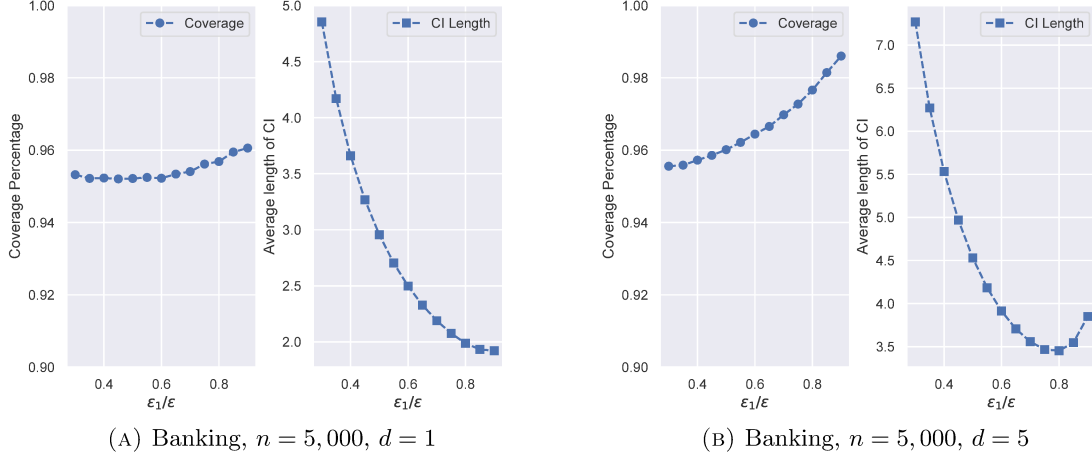 Coverage Percentage
1.00
0.98
0.96
0.94
0.92
0.90
Coverage
0.4
0.6
0.8
ε₁/ε
Average length of CI
5.0
4.5
4.0
3.5
3.0
2.5
2.0
CI Length
0.4
0.6
0.8
ε₁/ε
(A) Banking, n = 5,000, d = 1
Coverage Percentage
1.00
0.98
0.96
0.94
0.92
0.90
Coverage
0.4
0.6
0.8
ε₁/ε
Average length of CI
7.0
6.5
6.0
5.5
5.0
4.5
4.0
3.5
CI Length
0.4
0.6
0.8
ε₁/ε
(B) Banking, n = 5,000, d = 5